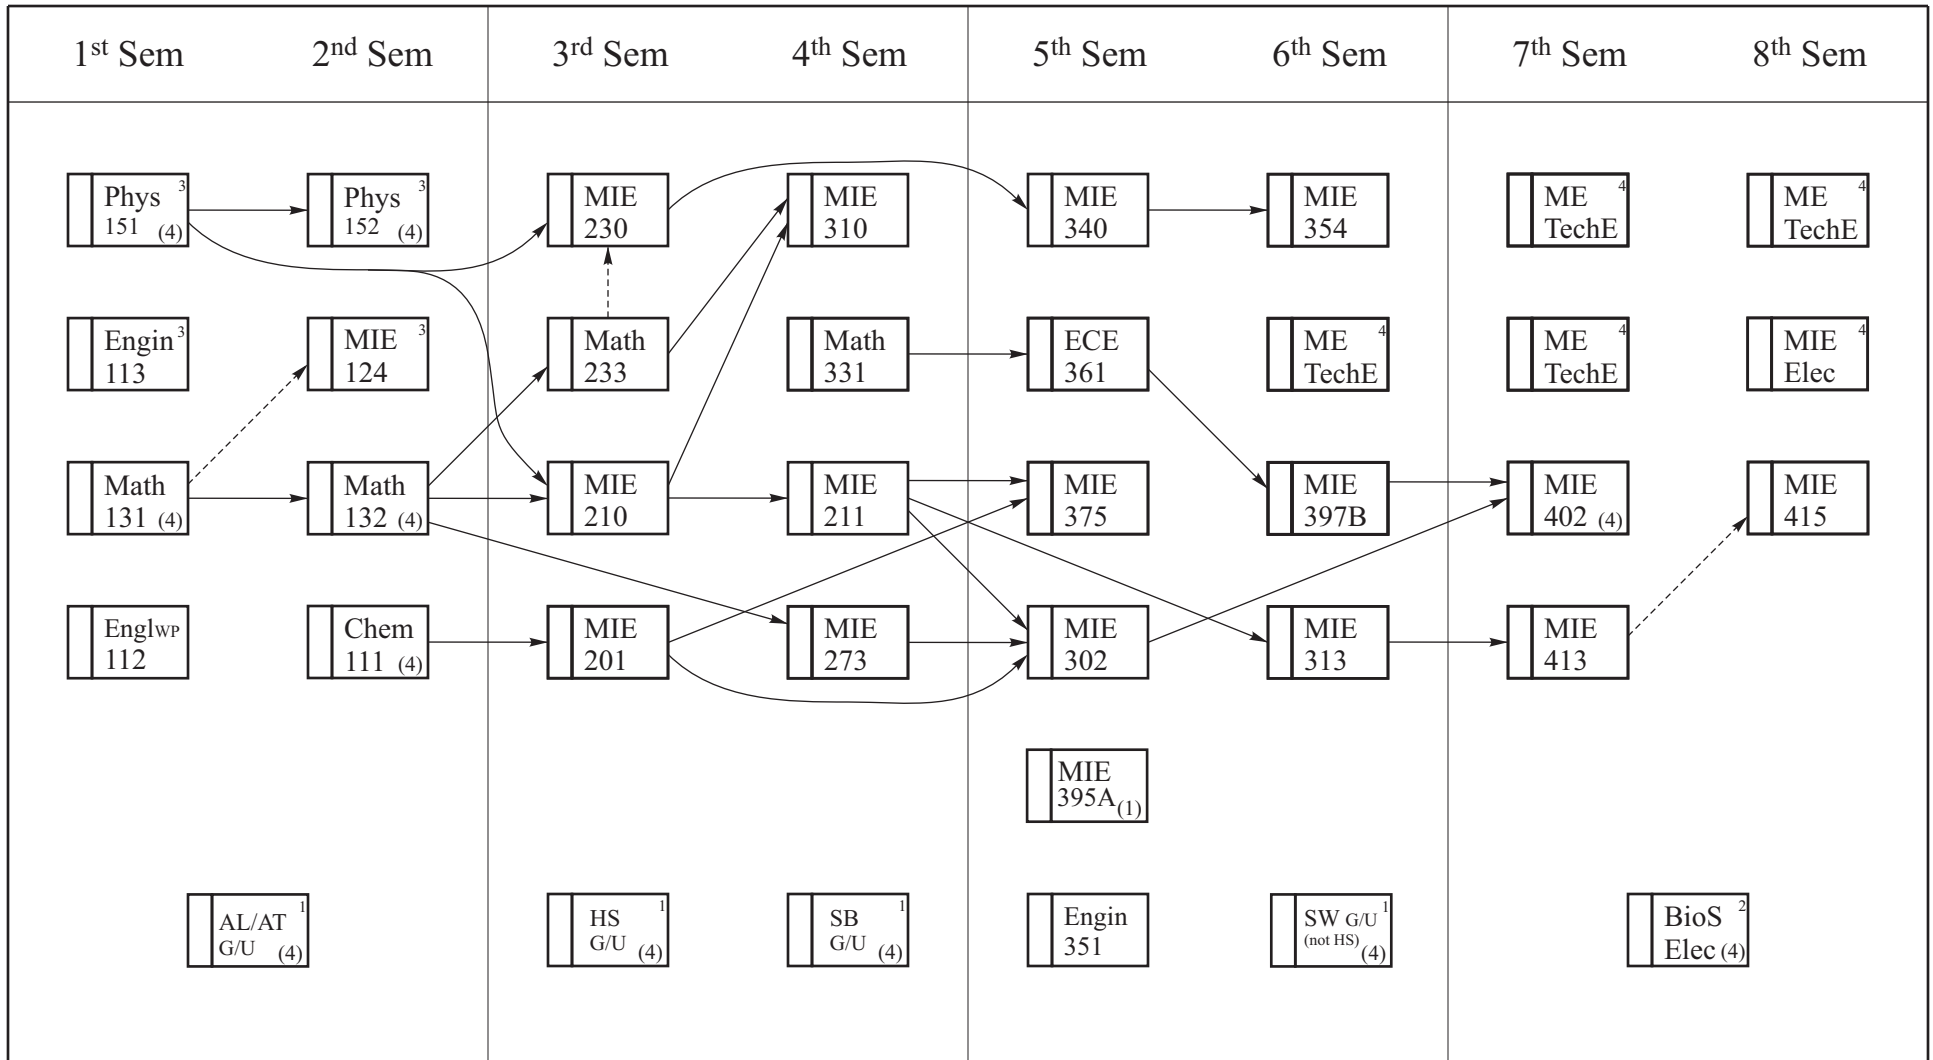 1st Sem 2nd Sem 3rd Sem 4th Sem 5th Sem 6th Sem 7th Sem 8th Sem
Phys 3
151 (4)
Phys 3
152 (4)
MIE
230
MIE
310
MIE
340
MIE
354
ME 4
TechE
ME 4
TechE
Engin 3
113
MIE 3
124
Math
233
Math
331
ECE
361
ME 4
TechE
ME 4
TechE
MIE 4
Elec
Math
131 (4)
Math
132 (4)
MIE
210
MIE
211
MIE
375
MIE
397B
MIE
402 (4)
MIE
415
EnglWP
112
Chem
111 (4)
MIE
201
MIE
273
MIE
302
MIE
313
MIE
413
MIE
395A (1)
AL/AT 1
G/U (4)
HS 1
G/U (4)
SB 1
G/U (4)
Engin
351
SW G/U 1
(not HS)
(4)
BioS 2
Elec (4)